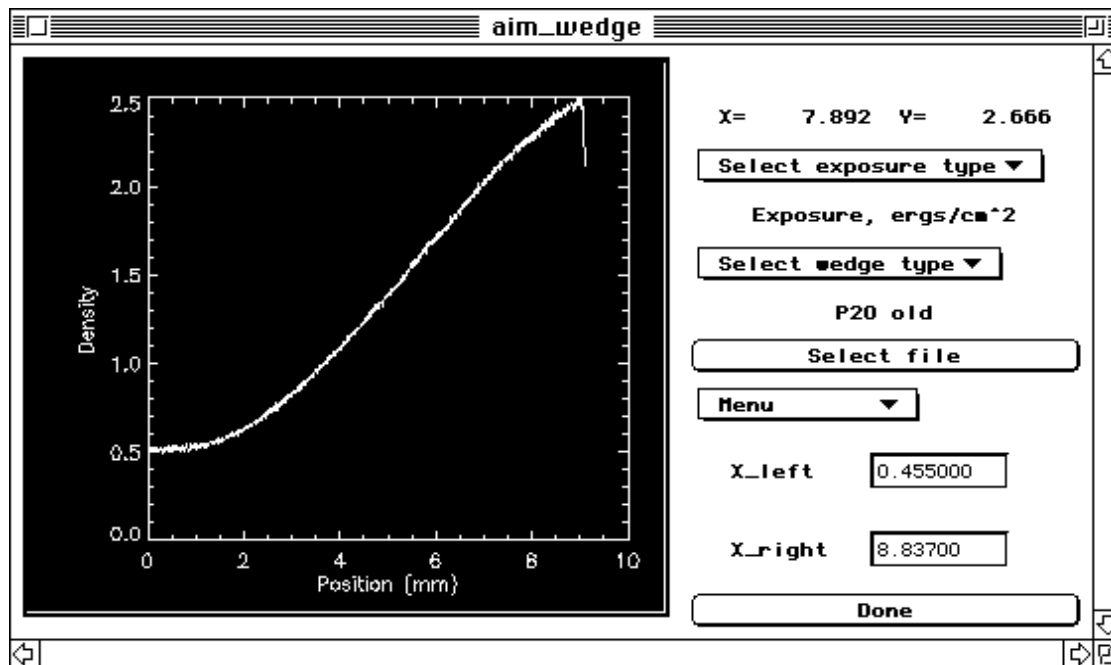 aim_wedge
2.5
2.0
1.5
1.0
0.5
0.0
Density
0 2 4 6 8 10
Position (mm)
X= 7.892 Y= 2.666
Select exposure type
Exposure, ergs/cm^2
Select wedge type
P20 old
Select file
Menu
X_left 0.455000
X_right 8.83700
Done